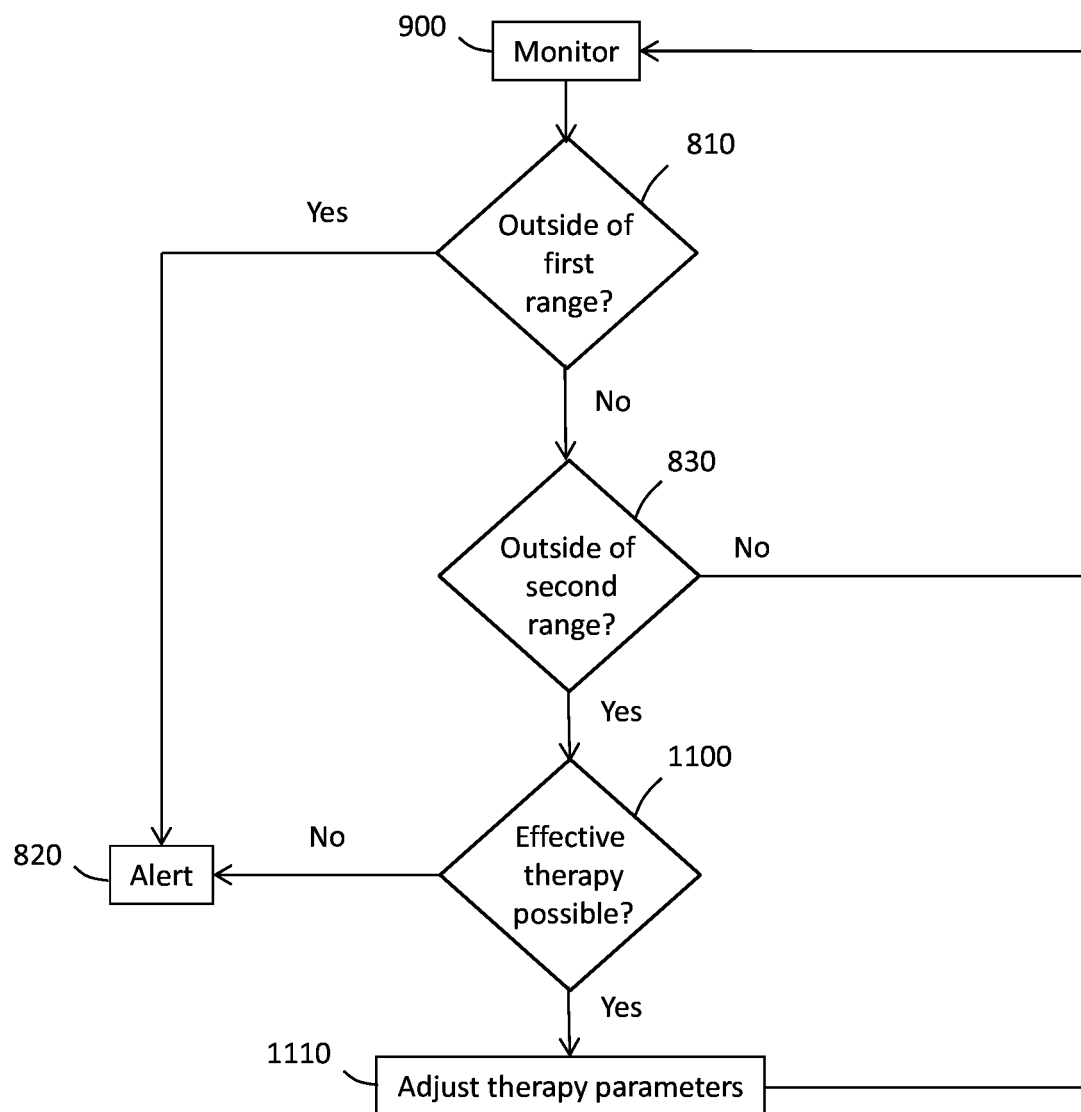 900
Monitor
810
Yes
Outside of
first
range?
No
830
Outside of
second
range?
No
Yes
1100
Effective
therapy
possible?
No
820
Alert
Yes
1110
Adjust therapy parameters